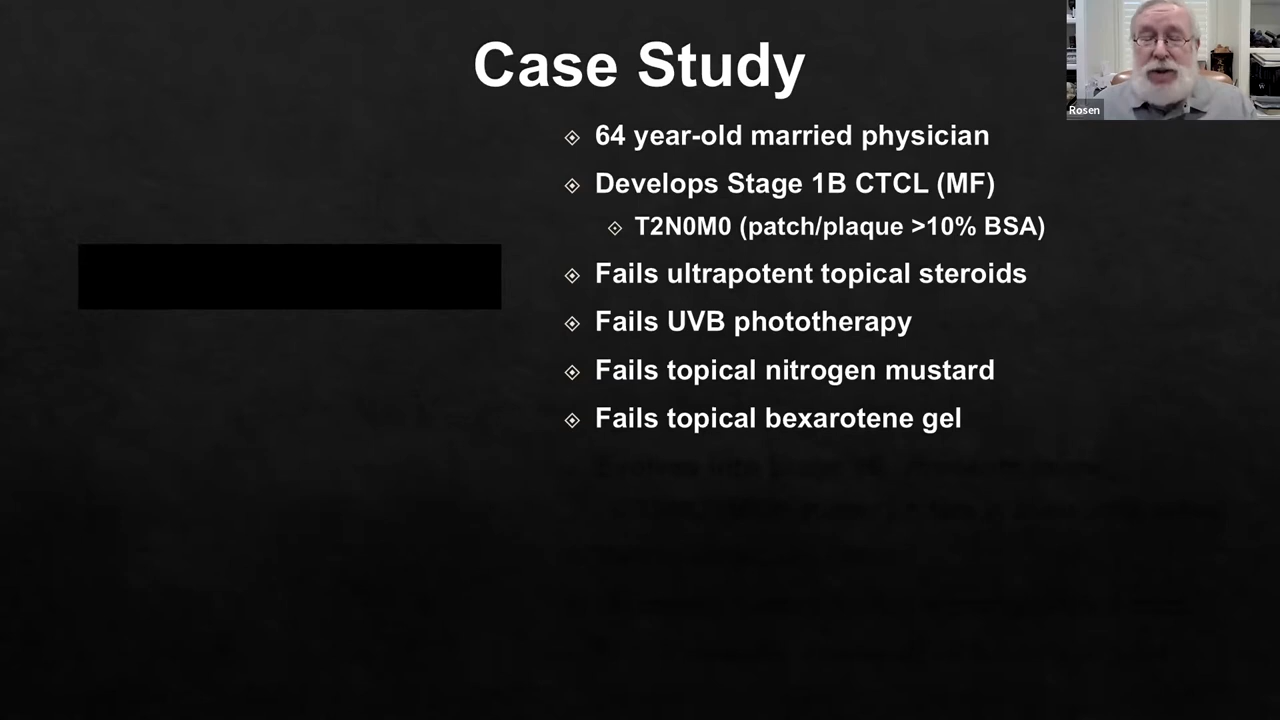 Case Study
Rosen
64 year-old married physician
Develops Stage 1B CTCL (MF)
T2N0M0 (patch/plaque >10% BSA)
Fails ultrapotent topical steroids
Fails UVB phototherapy
Fails topical nitrogen mustard
Fails topical bexarotene gel